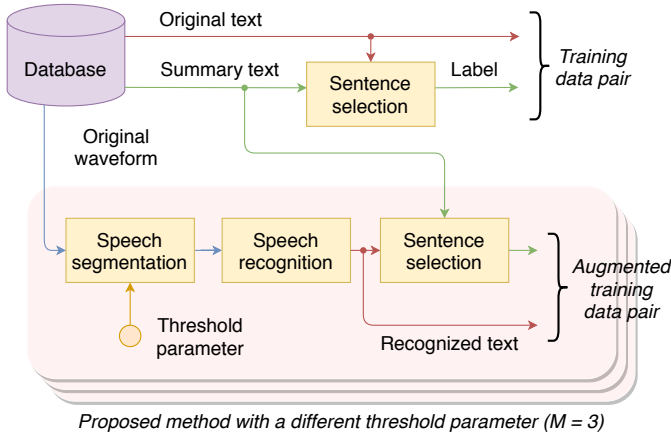 Original text
Database
Summary text
Sentence
selection
Label
Training
data pair
Original
waveform
Speech
segmentation
Speech
recognition
Sentence
selection
Augmented
training
data pair
Threshold
parameter
Recognized text
Proposed method with a different threshold parameter (M = 3)